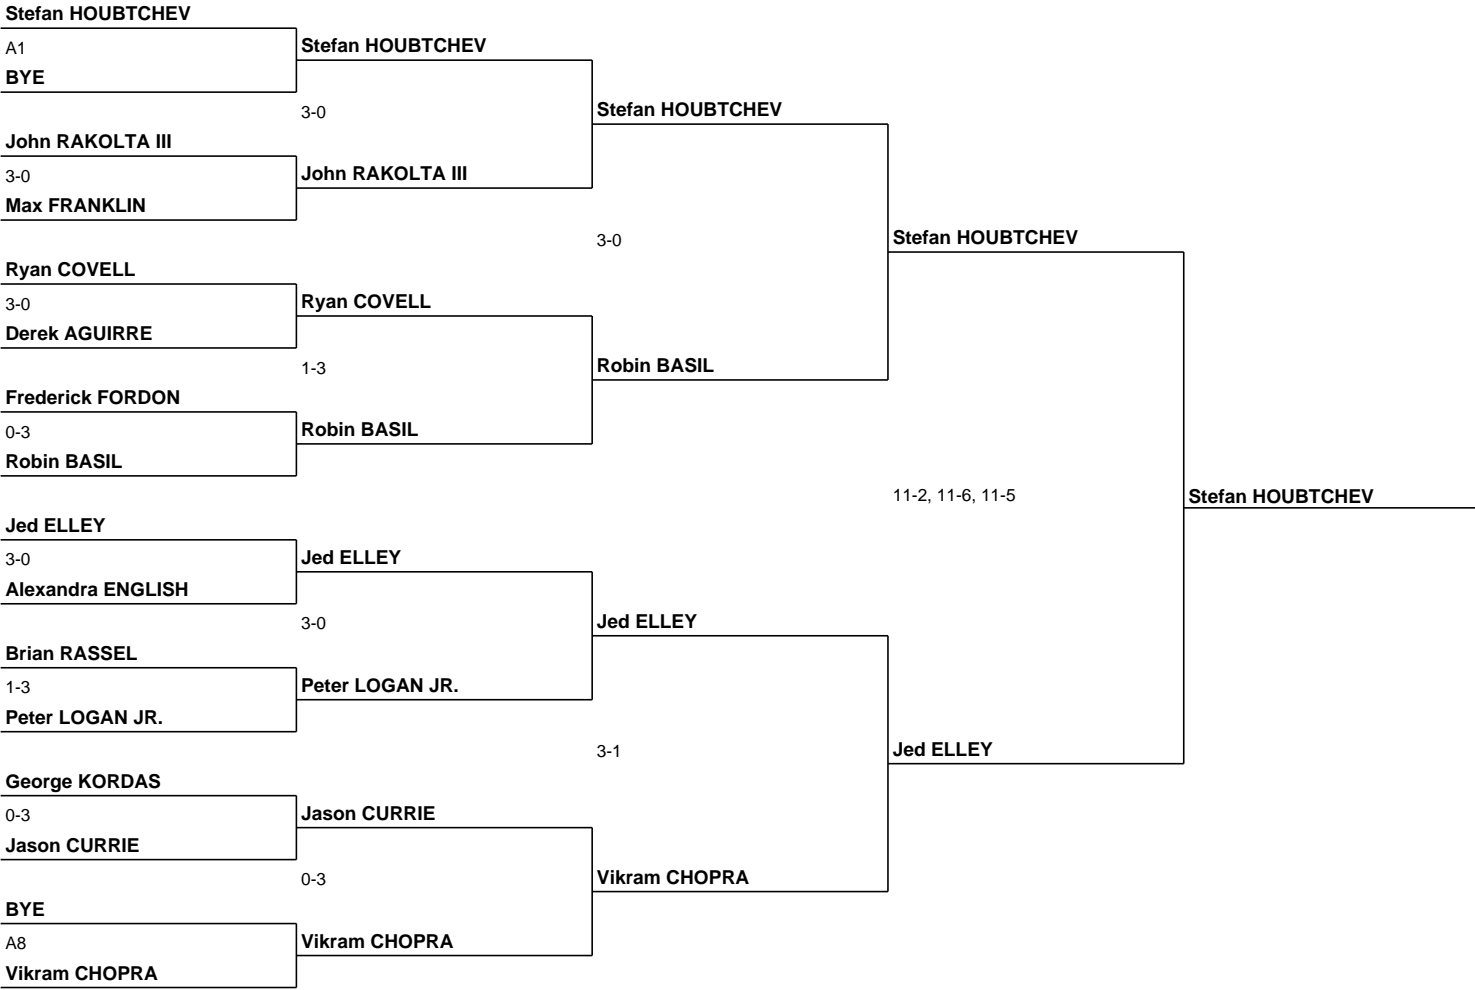 Stefan HOUBTCHEV
A1
BYE
John RAKOLTA III
3-0
Max FRANKLIN
Ryan COVELL
3-0
Derek AGUIRRE
Frederick FORDON
0-3
Robin BASIL
Jed ELLEY
3-0
Alexandra ENGLISH
Brian RASSEL
1-3
Peter LOGAN JR.
George KORDAS
0-3
Jason CURRIE
BYE
A8
Vikram CHOPRA
Stefan HOUBTCHEV
3-0
John RAKOLTA III
Ryan COVELL
1-3
Robin BASIL
Jed ELLEY
3-0
Peter LOGAN JR.
Jason CURRIE
0-3
Vikram CHOPRA
Stefan HOUBTCHEV
3-0
Robin BASIL
Jed ELLEY
3-1
Vikram CHOPRA
Stefan HOUBTCHEV
11-2, 11-6, 11-5
Jed ELLEY
Stefan HOUBTCHEV